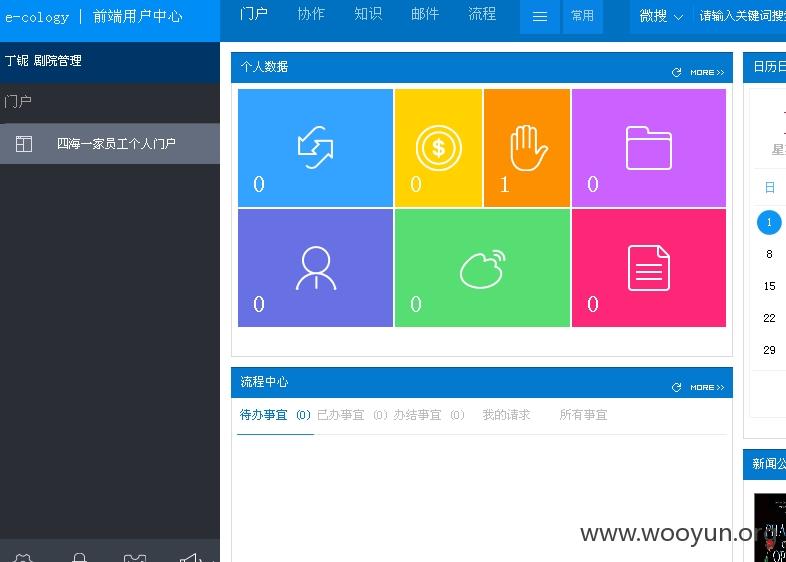 e-cology | 前端用户中心
门户 协作 知识 邮件 流程 常用 微搜 请输入关键词搜
丁铌 剧院管理
门户
四海一家员工个人门户
个人数据 MORE>>
0 0 1 0
0 0 0
流程中心 MORE>>
待办事宜 (0) 已办事宜 (0) 办结事宜 (0) 我的请求 所有事宜
日历日
星
日
1
8
15
22
29
新闻公
www.wooyun.org